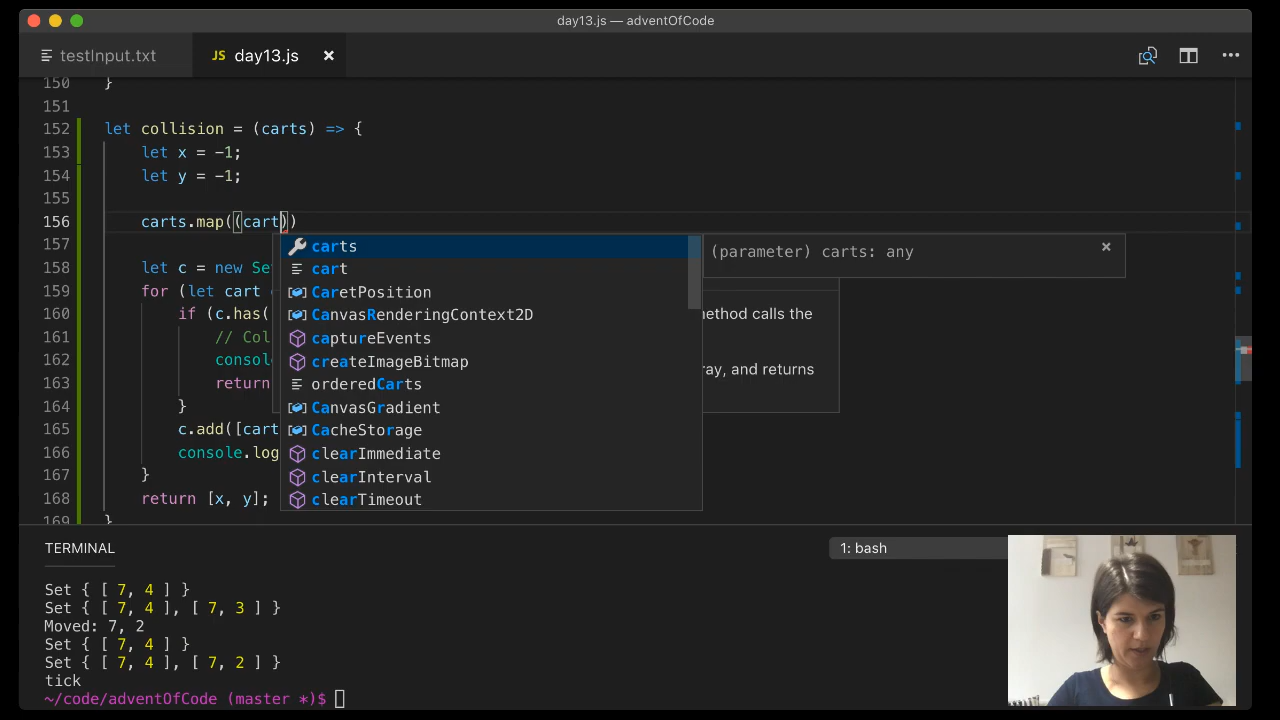 day13.js — adventOfCode
testInput.txt
JS day13.js
150 }
151
152 let collision = (carts) => {
153 let x = -1;
154 let y = -1;
155
156 carts.map((cart))
157
158 let c = new Set
159 for (let cart
160 if (c.has(
161 // Col
162 console
163 return
164 }
165 c.add([cart
166 console.log
167 }
168 return [x, y];
169 }
carts
cart
CaretPosition
CanvasRenderingContext2D
captureEvents
createImageBitmap
orderedCarts
CanvasGradient
CacheStorage
clearImmediate
clearInterval
clearTimeout
(parameter) carts: any
method calls the
ray, and returns
TERMINAL
1: bash
Set { [ 7, 4 ] }
Set { [ 7, 4 ], [ 7, 3 ] }
Moved: 7, 2
Set { [ 7, 4 ] }
Set { [ 7, 4 ], [ 7, 2 ] }
tick
~/code/adventOfCode (master *)$